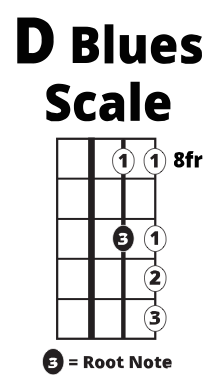 D Blues
Scale
1 1 8fr
3 1
2
3
3 = Root Note